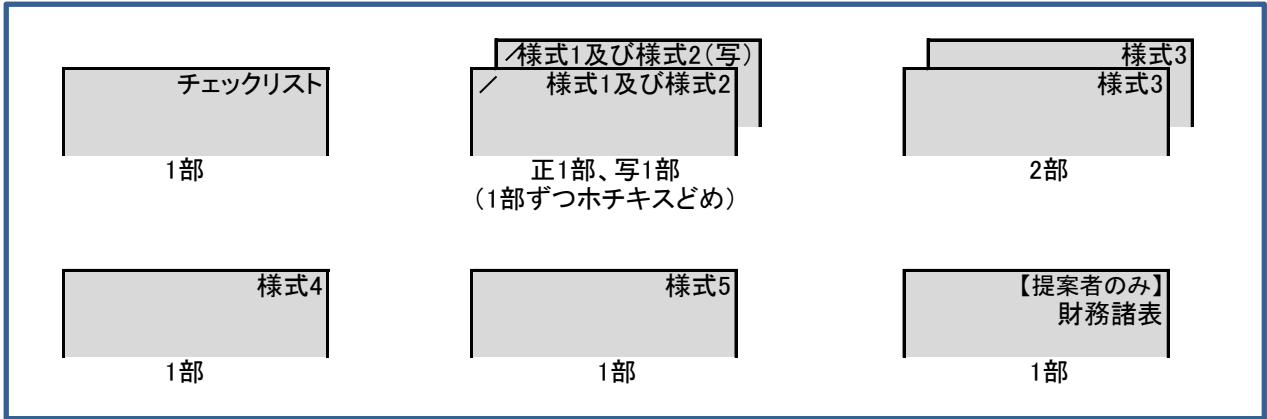 チェックリスト
1部
様式1及び様式2(写)
様式1及び様式2
正1部、写1部
(1部ずつホチキスどめ)
様式3
様式3
2部
様式4
1部
様式5
1部
【提案者のみ】
財務諸表
1部